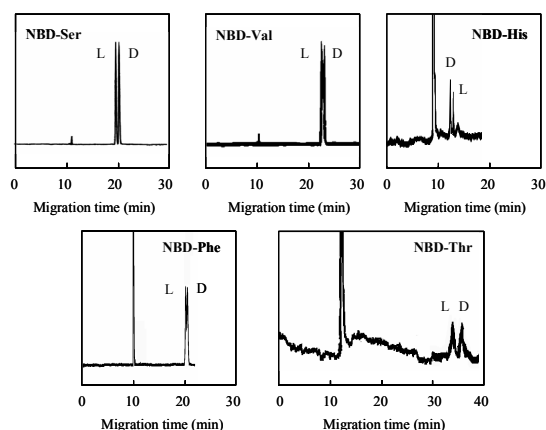 NBD-Ser
L D
0 10 20 30
Migration time (min)
NBD-Val
L D
0 10 20 30
Migration time (min)
NBD-His
D
L
0 10 20 30
Migration time (min)
NBD-Phe
L D
0 10 20 30
Migration time (min)
NBD-Thr
L D
0 10 20 30 40
Migration time (min)